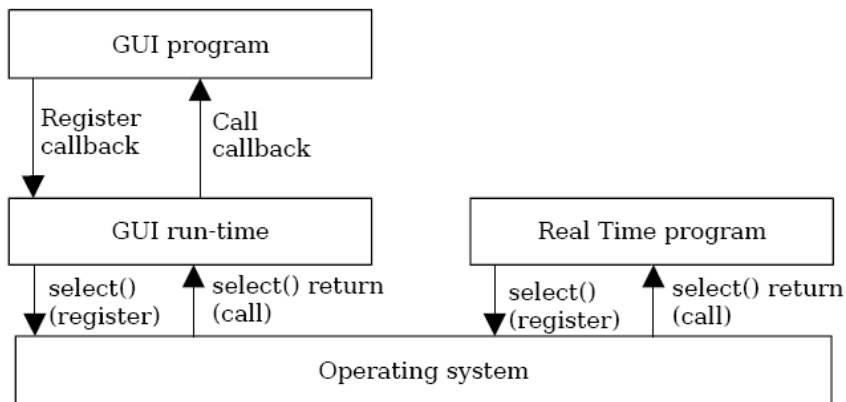 GUI program
Register
callback
Call
callback
GUI run-time
Real Time program
select()
(register)
select() return
(call)
select()
(register)
select() return
(call)
Operating system